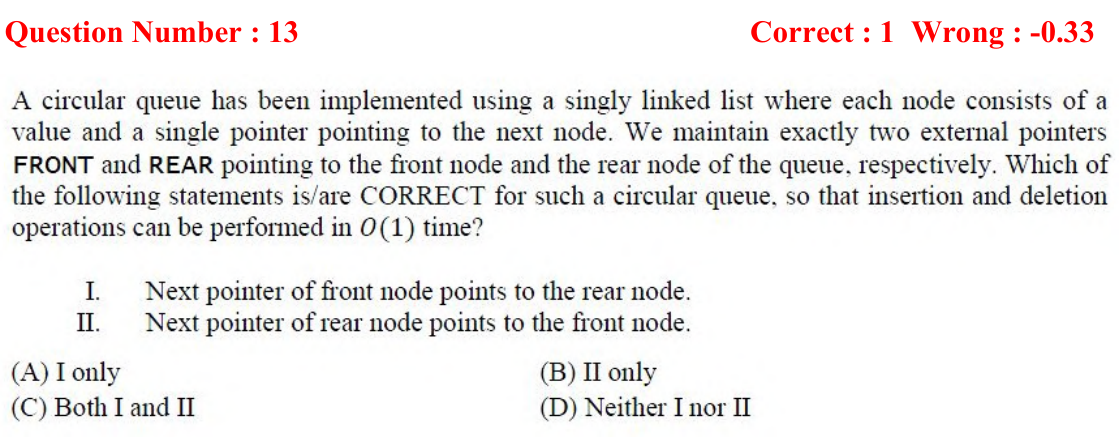 Question Number : 13 Correct : 1 Wrong : -0.33
A circular queue has been implemented using a singly linked list where each node consists of a
value and a single pointer pointing to the next node. We maintain exactly two external pointers
FRONT and REAR pointing to the front node and the rear node of the queue, respectively. Which of
the following statements is/are CORRECT for such a circular queue, so that insertion and deletion
operations can be performed in O(1) time?
I. Next pointer of front node points to the rear node.
II. Next pointer of rear node points to the front node.
(A) I only (B) II only
(C) Both I and II (D) Neither I nor II